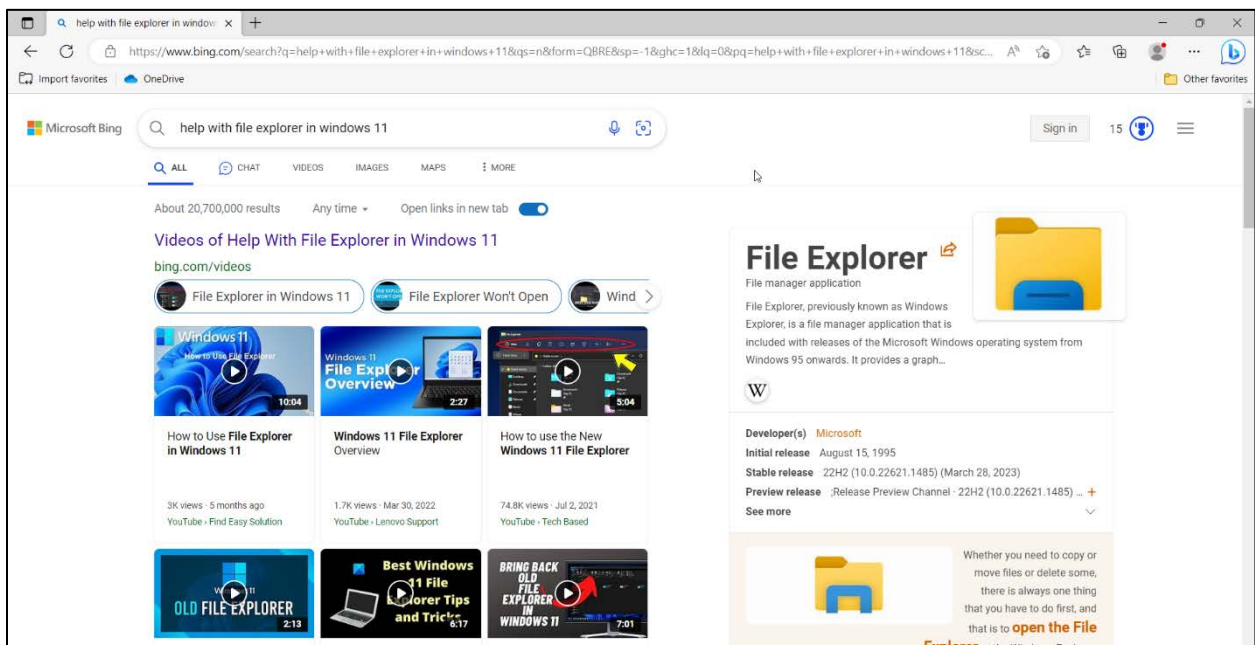 help with file explorer in window
https://www.bing.com/search?q=help+with+file+explorer+in+windows+11&qs=n&form=QBRE&sp=-1&ghc=1&lq=0&pq=help+with+file+explorer+in+windows+11&sc...
Import favorites
OneDrive
Other favorites
Microsoft Bing
help with file explorer in windows 11
Sign in
15
ALL
CHAT
VIDEOS
IMAGES
MAPS
MORE
About 20,700,000 results
Any time
Open links in new tab
Videos of Help With File Explorer in Windows 11
bing.com/videos
File Explorer in Windows 11
File Explorer Won't Open
Wind
Windows 11
How to Use File Explorer
10:04
Windows 11
File Explorer
Overview
2:27
5:04
How to Use File Explorer
in Windows 11
3K views · 5 months ago
YouTube › Find Easy Solution
Windows 11 File Explorer
Overview
1.7K views · Mar 30, 2022
YouTube › Lenovo Support
How to use the New
Windows 11 File Explorer
74.8K views · Jul 2, 2021
YouTube › Tech Based
OLD FILE EXPLORER
2:13
Best Windows
11 File
Explorer Tips
and Tricks
6:17
BRING BACK
OLD
FILE
EXPLORER
IN
WINDOWS 11
7:01
File Explorer
File manager application
File Explorer, previously known as Windows
Explorer, is a file manager application that is
included with releases of the Microsoft Windows operating system from
Windows 95 onwards. It provides a graph...
W
Developer(s) Microsoft
Initial release August 15, 1995
Stable release 22H2 (10.0.22621.1485) (March 28, 2023)
Preview release ;Release Preview Channel · 22H2 (10.0.22621.1485) ... +
See more
Whether you need to copy or
move files or delete some,
there is always one thing
that you have to do first, and
that is to open the File